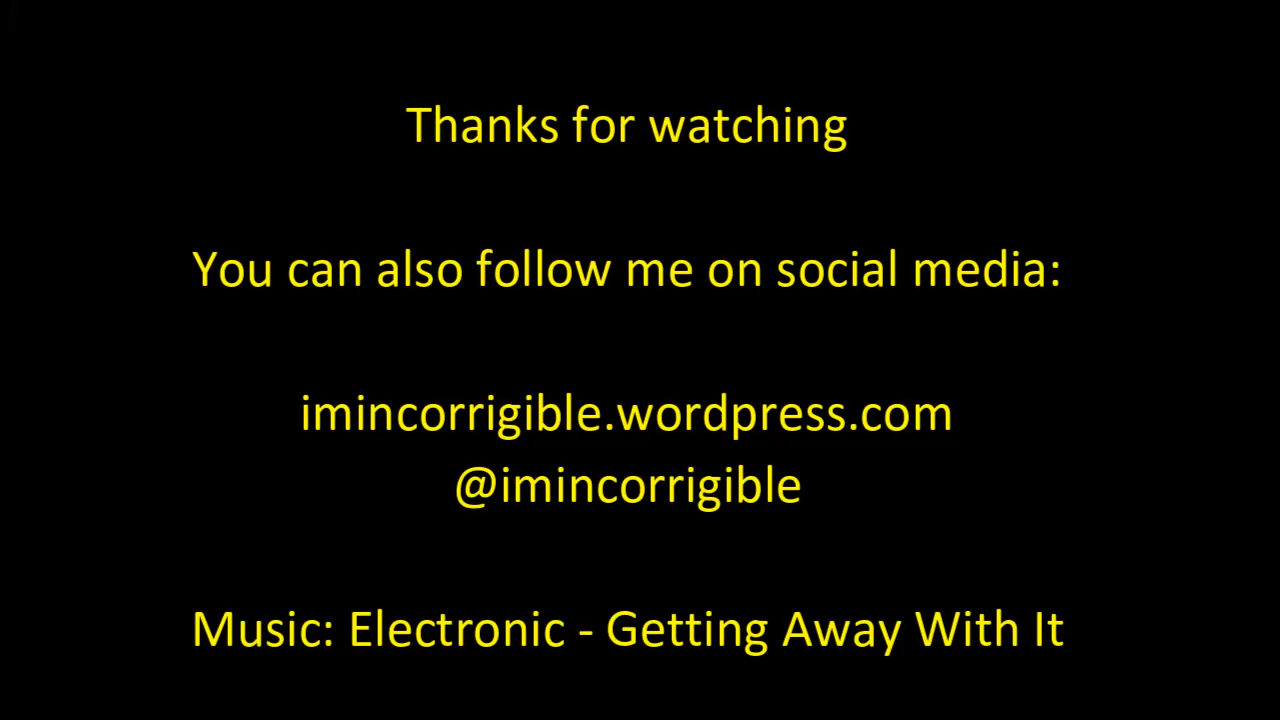 Thanks for watching
You can also follow me on social media:
imincorrigible.wordpress.com
@imincorrigible
Music: Electronic - Getting Away With It